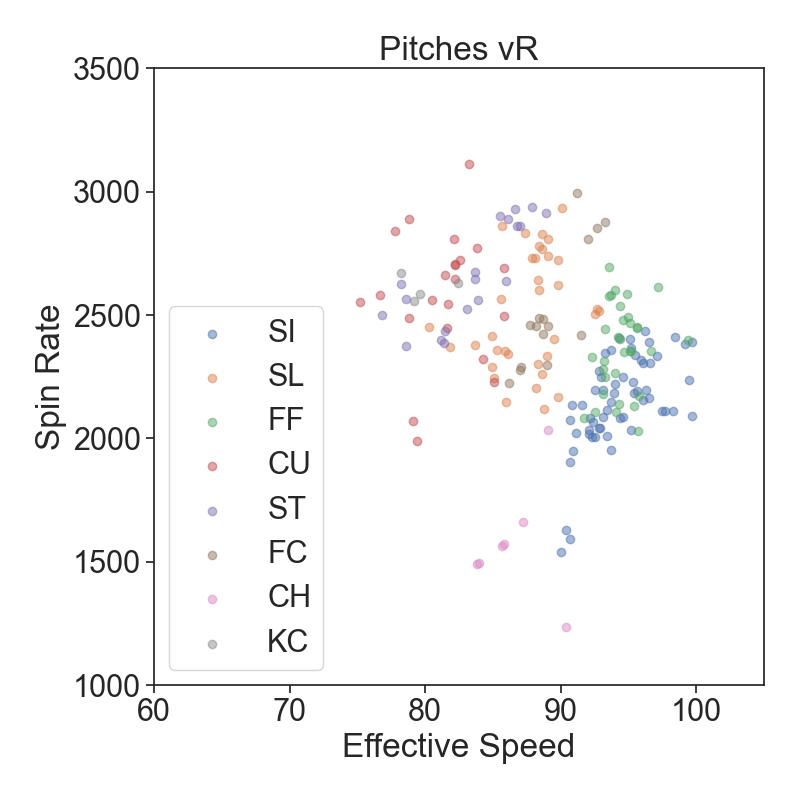 Pitches vR
3500
3000
2500
2000
1500
1000
Spin Rate
SI
SL
FF
CU
ST
FC
CH
KC
60 70 80 90 100
Effective Speed